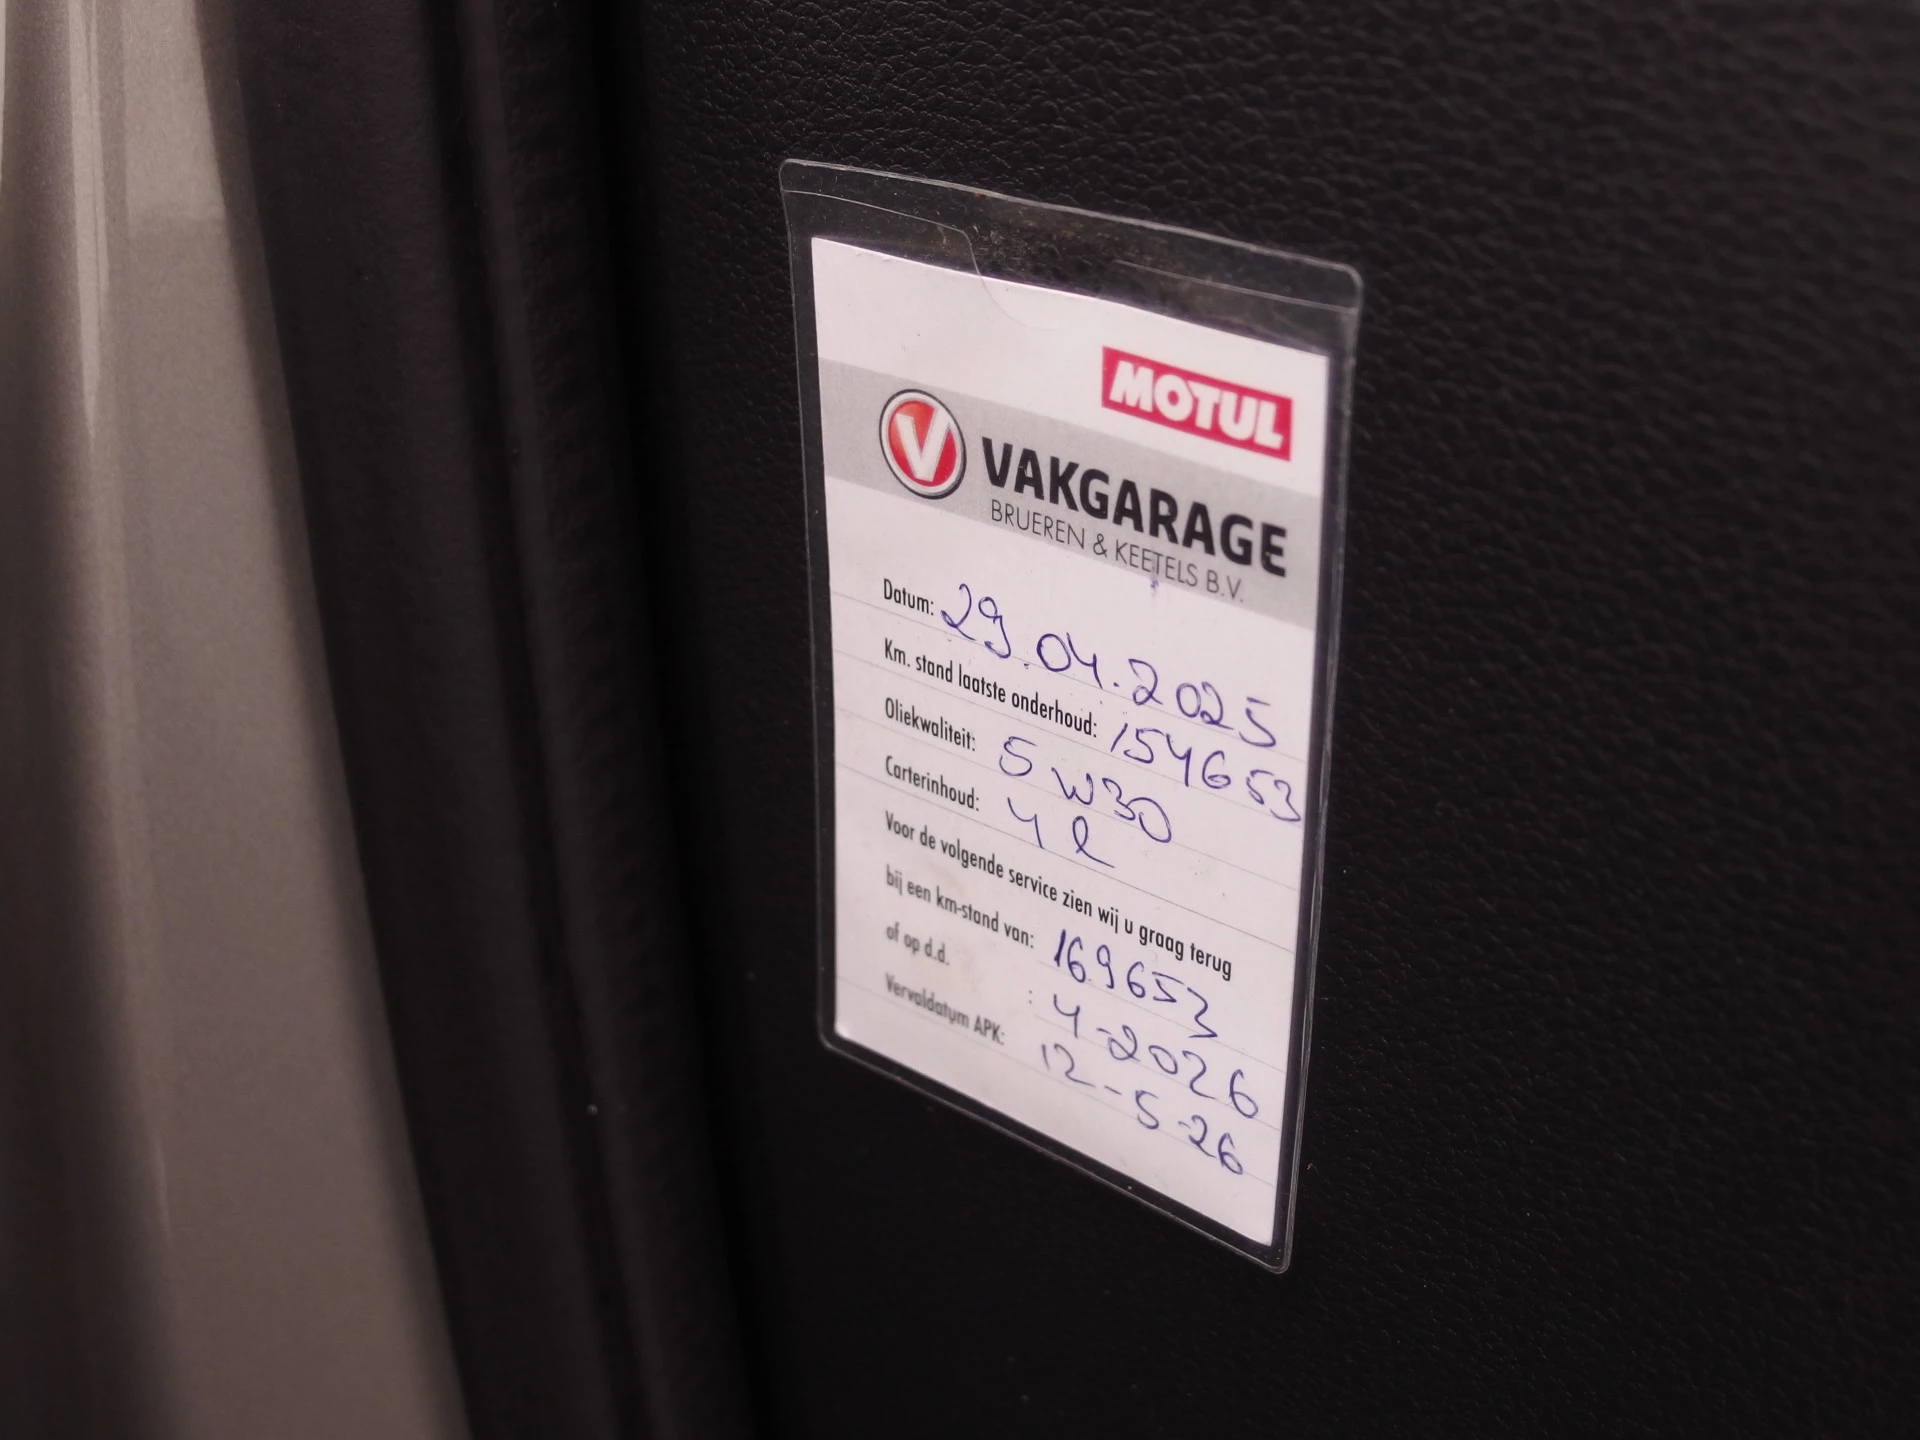 MOTUL
V VAKGARAGE
BRUEREN & KEETELS B.V.
Datum: 29.04.2025
Km. stand laatste onderhoud: 154653
Oliekwaliteit: 5W30
Carterinhoud: 4 l
Voor de volgende service zien wij u graag terug
bij een km-stand van: 169653
of op d.d. : 4-2026
Vervaldatum APK: 12-5-26